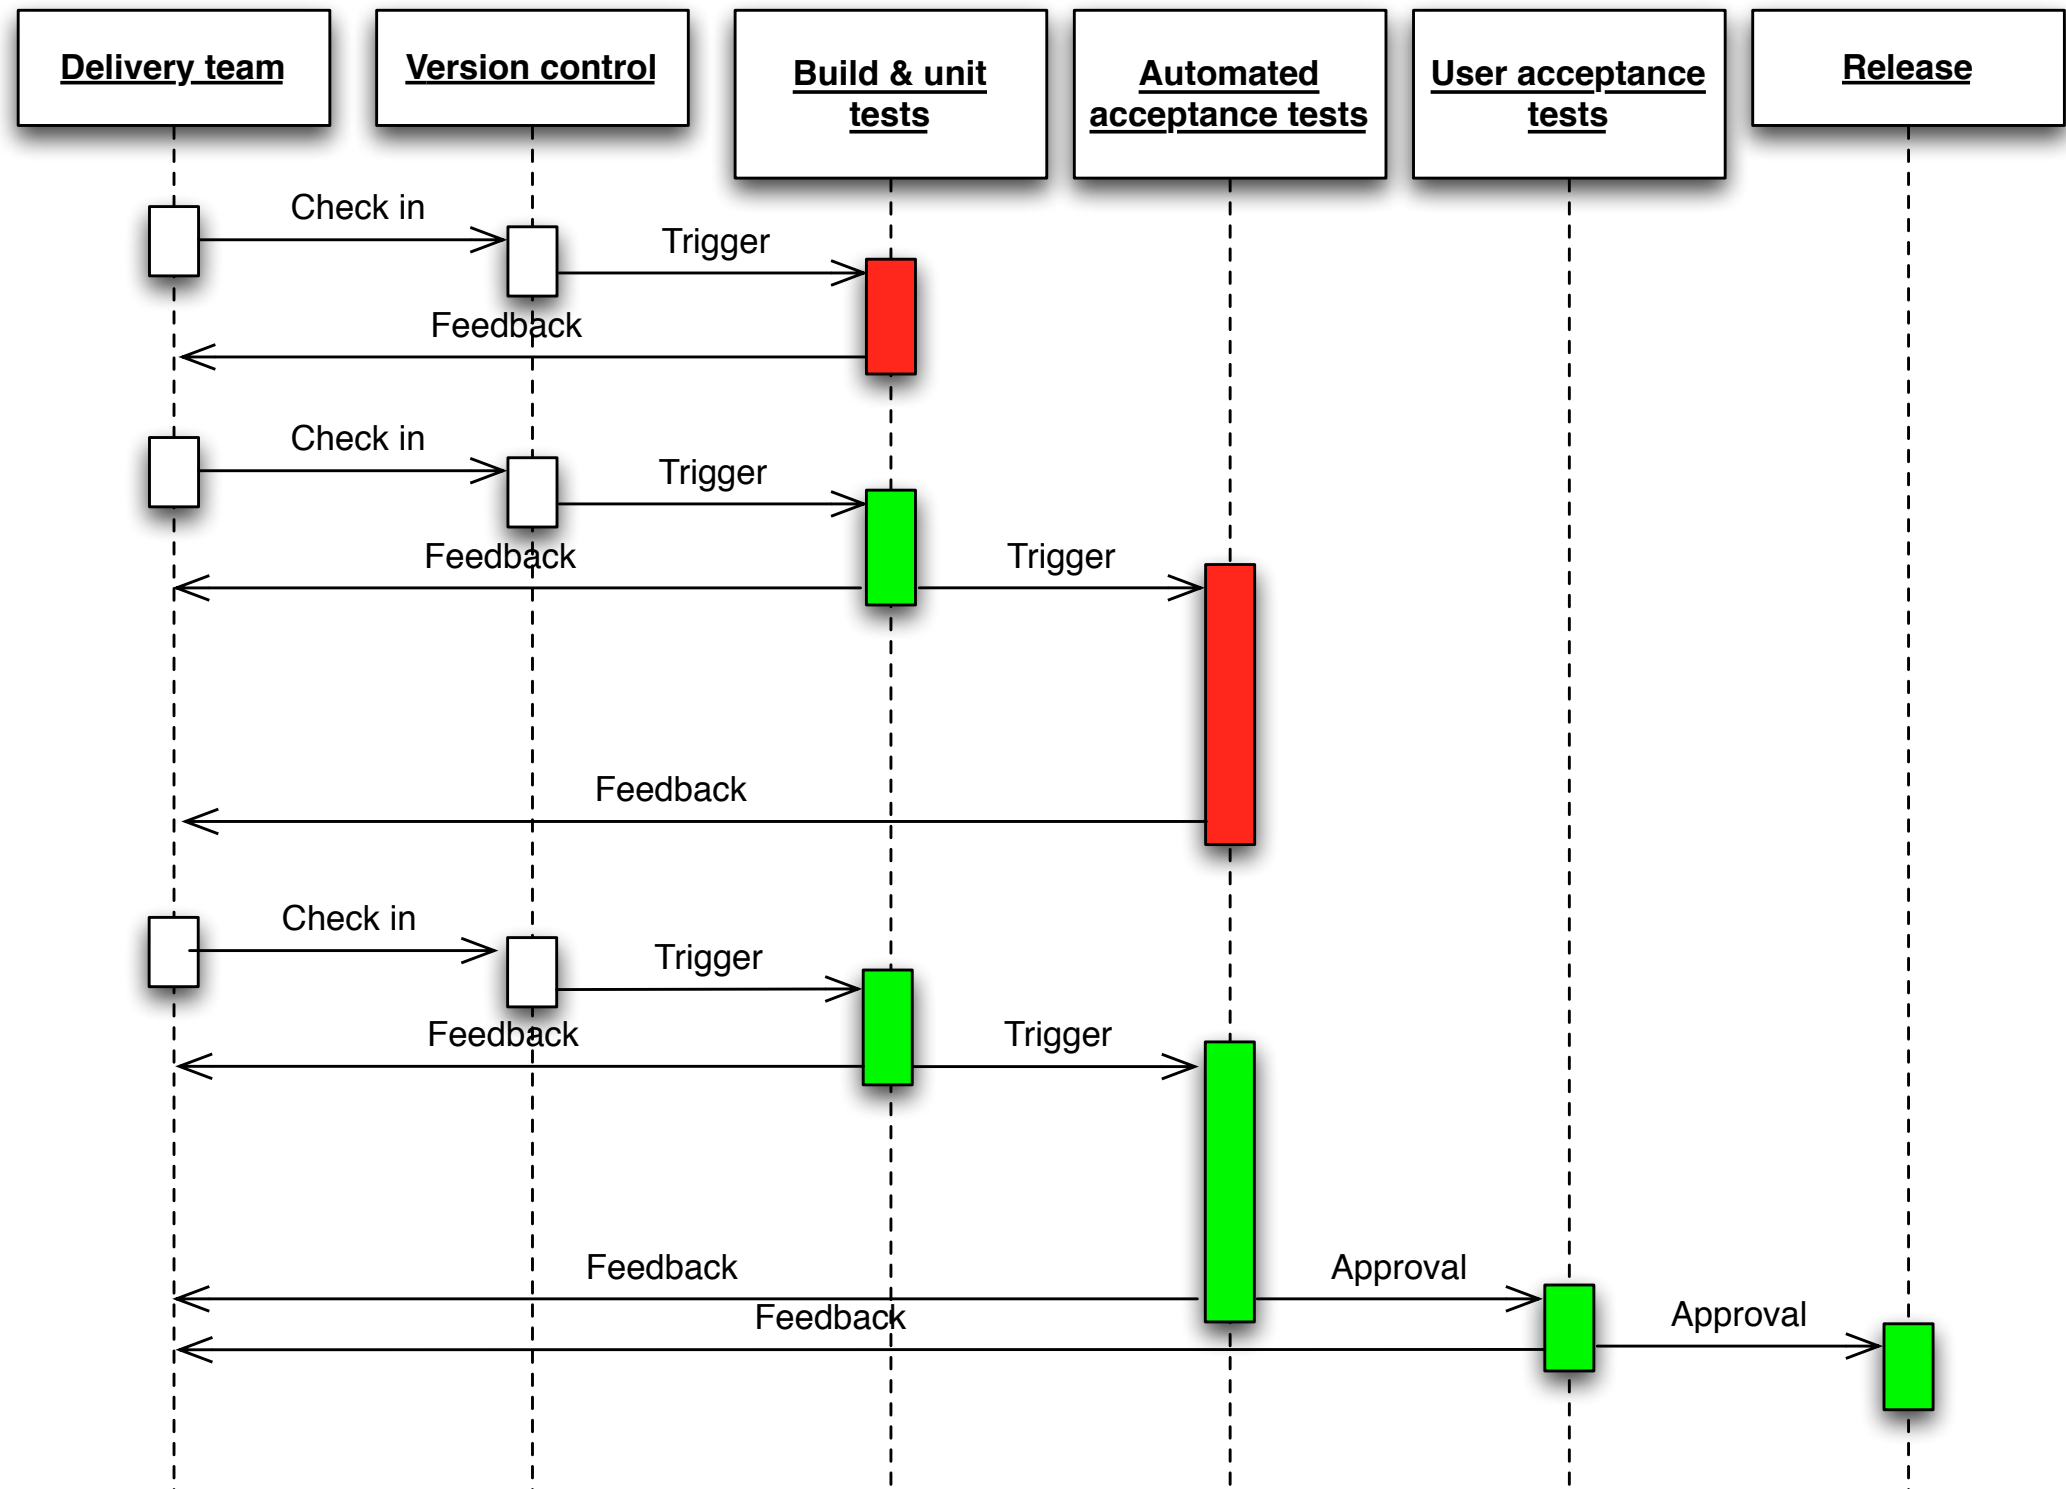 Delivery team
Version control
Build & unit
tests
Automated
acceptance tests
User acceptance
tests
Release
Check in
Trigger
Feedback
Check in
Trigger
Feedback
Trigger
Feedback
Check in
Trigger
Feedback
Trigger
Feedback
Approval
Feedback
Approval